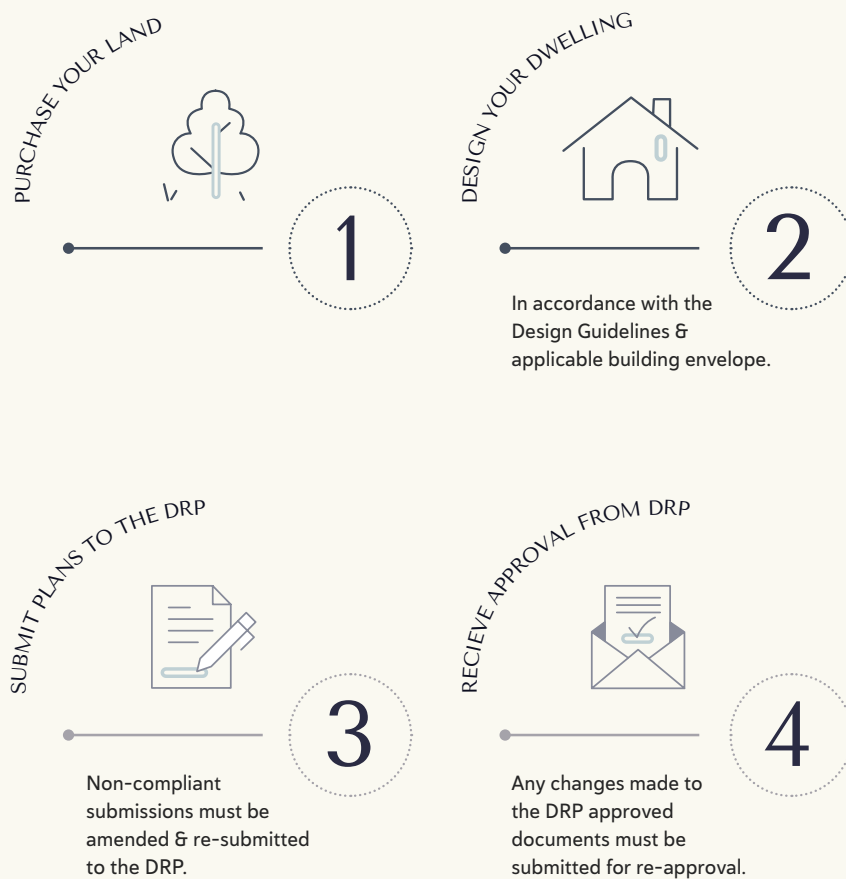 PURCHASE YOUR LAND
1
DESIGN YOUR DWELLING
2
In accordance with the
Design Guidelines &
applicable building envelope.
SUBMIT PLANS TO THE DRP
3
Non-compliant
submissions must be
amended & re-submitted
to the DRP.
RECIEVE APPROVAL FROM DRP
4
Any changes made to
the DRP approved
documents must be
submitted for re-approval.